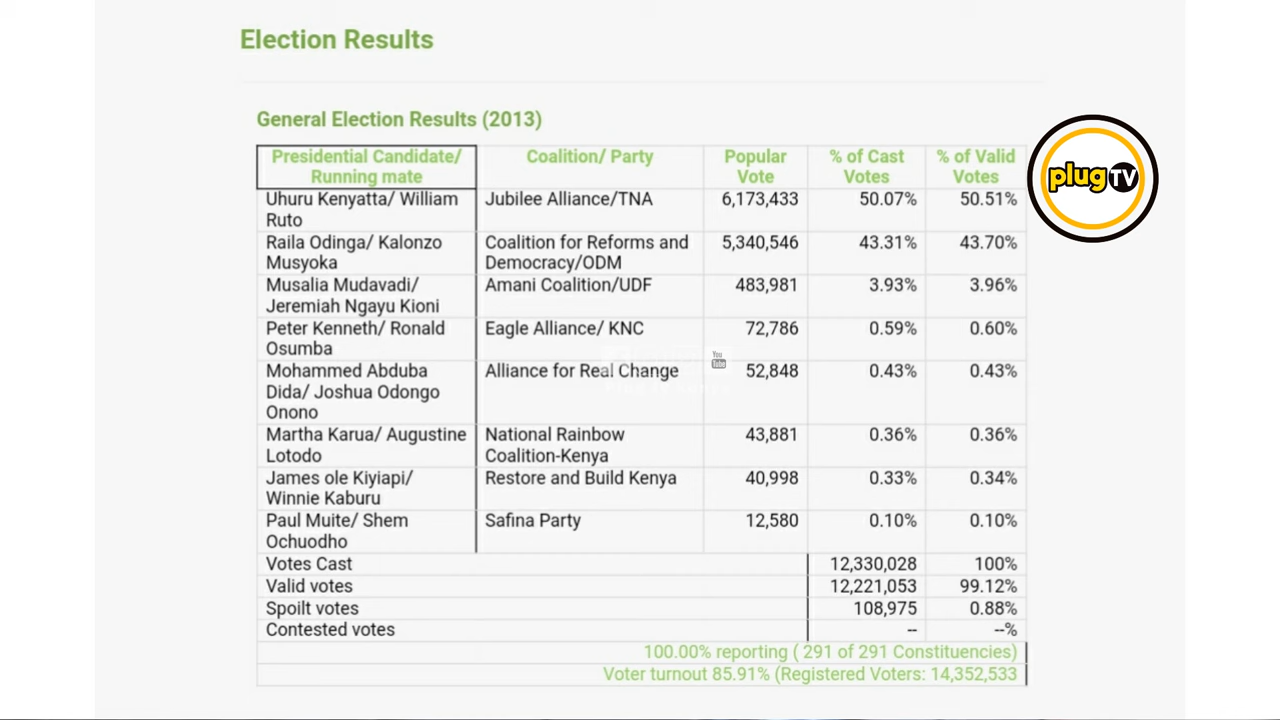 Election Results
General Election Results (2013)
Presidential Candidate/ Running mate Coalition/ Party Popular Vote % of Cast Votes % of Valid Votes
plug TV
Uhuru Kenyatta/ William Ruto Jubilee Alliance/TNA 6,173,433 50.07% 50.51%
Raila Odinga/ Kalonzo Musyoka Coalition for Reforms and Democracy/ODM 5,340,546 43.31% 43.70%
Musalia Mudavadi/ Jeremiah Ngayu Kioni Amani Coalition/UDF 483,981 3.93% 3.96%
Peter Kenneth/ Ronald Osumba Eagle Alliance/ KNC 72,786 0.59% 0.60%
You Tube
Mohammed Abduba Dida/ Joshua Odongo Onono Alliance for Real Change 52,848 0.43% 0.43%
Martha Karua/ Augustine Lotodo National Rainbow Coalition-Kenya 43,881 0.36% 0.36%
James ole Kiyiapi/ Winnie Kaburu Restore and Build Kenya 40,998 0.33% 0.34%
Paul Muite/ Shem Ochuodho Safina Party 12,580 0.10% 0.10%
Votes Cast 12,330,028 100%
Valid votes 12,221,053 99.12%
Spoilt votes 108,975 0.88%
Contested votes -- --%
100.00% reporting ( 291 of 291 Constituencies)
Voter turnout 85.91% (Registered Voters: 14,352,533